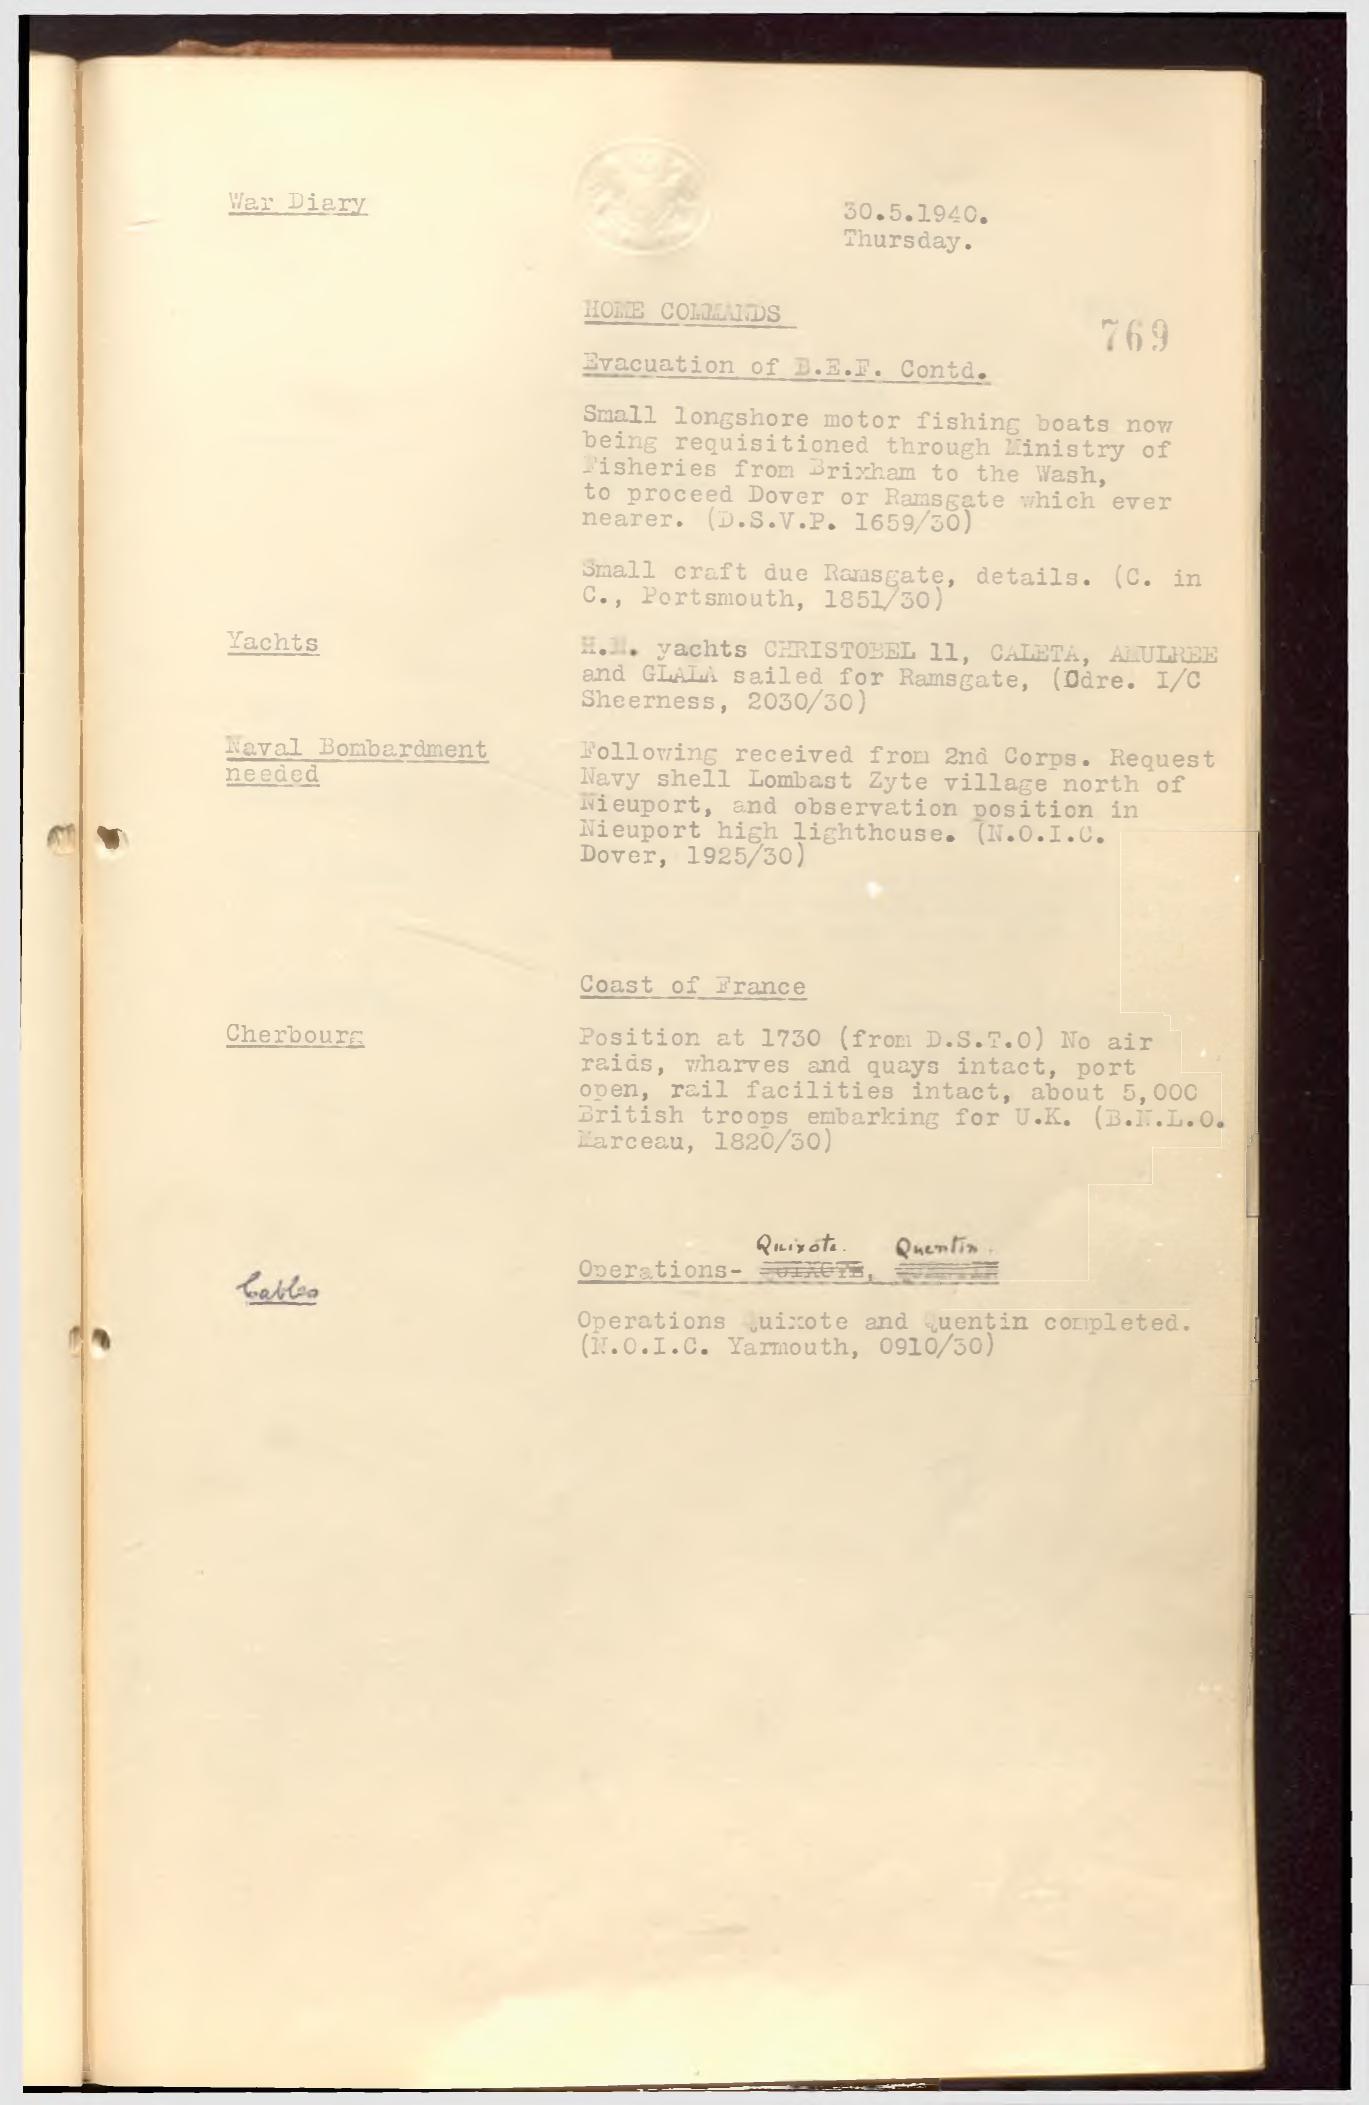 War Diary
30.5.1940.
Thursday.
HOME COMMANDS
769
Evacuation of B.E.F. Contd.
Small longshore motor fishing boats now
being requisitioned through Ministry of
Fisheries from Brixham to the Wash,
to proceed Dover or Ramsgate which ever
nearer. (D.S.V.P. 1659/30)
Small craft due Ramsgate, details. (C. in
C., Portsmouth, 1851/30)
Yachts
H.M. yachts CHRISTOBEL 11, CALETA, AMULREE
and GLALA sailed for Ramsgate, (Cdre. I/C
Sheerness, 2030/30)
Naval Bombardment
needed
Following received from 2nd Corps. Request
Navy shell Lombast Zyte village north of
Nieuport, and observation position in
Nieuport high lighthouse. (N.O.I.C.
Dover, 1925/30)
Coast of France
Cherbourg
Position at 1730 (from D.S.T.O) No air
raids, wharves and quays intact, port
open, rail facilities intact, about 5,000
British troops embarking for U.K. (B.N.L.O.
Marceau, 1820/30)
Quixote. Quentin.
Operations- QUIXOTE,
Cables
Operations Quixote and Quentin completed.
(N.O.I.C. Yarmouth, 0910/30)